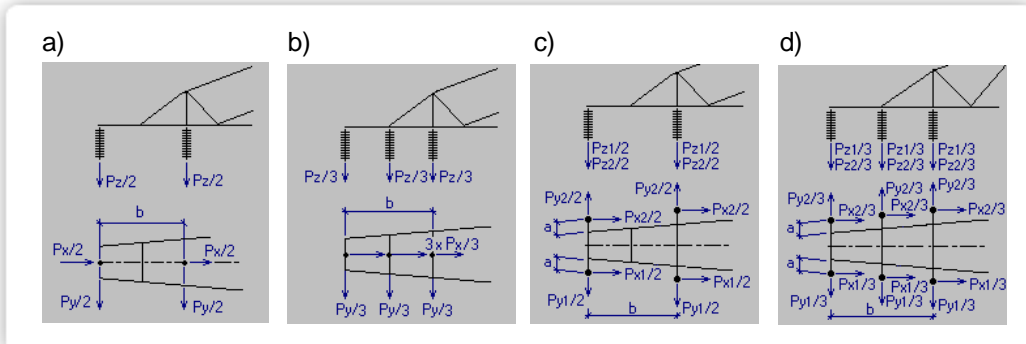 a)
b)
c)
d)
Pz/2 Pz/2
b
Px/2 Px/2
Py/2 Py/2
Pz/3 Pz/3 Pz/3
b
3 x Px/3
Py/3 Py/3 Py/3
Pz1/2 Pz1/2
Pz2/2 Pz2/2
Py2/2 Py2/2
Px2/2 Px2/2
a
a
Px1/2 Px1/2
Py1/2 Py1/2
b
Pz1/3 Pz1/3 Pz1/3
Pz2/3 Pz2/3 Pz2/3
Py2/3 Py2/3 Py2/3
Px2/3 Px2/3 Px2/3
a
a
Px1/3 Px1/3 Px1/3
Py1/3 Py1/3 Py1/3
b